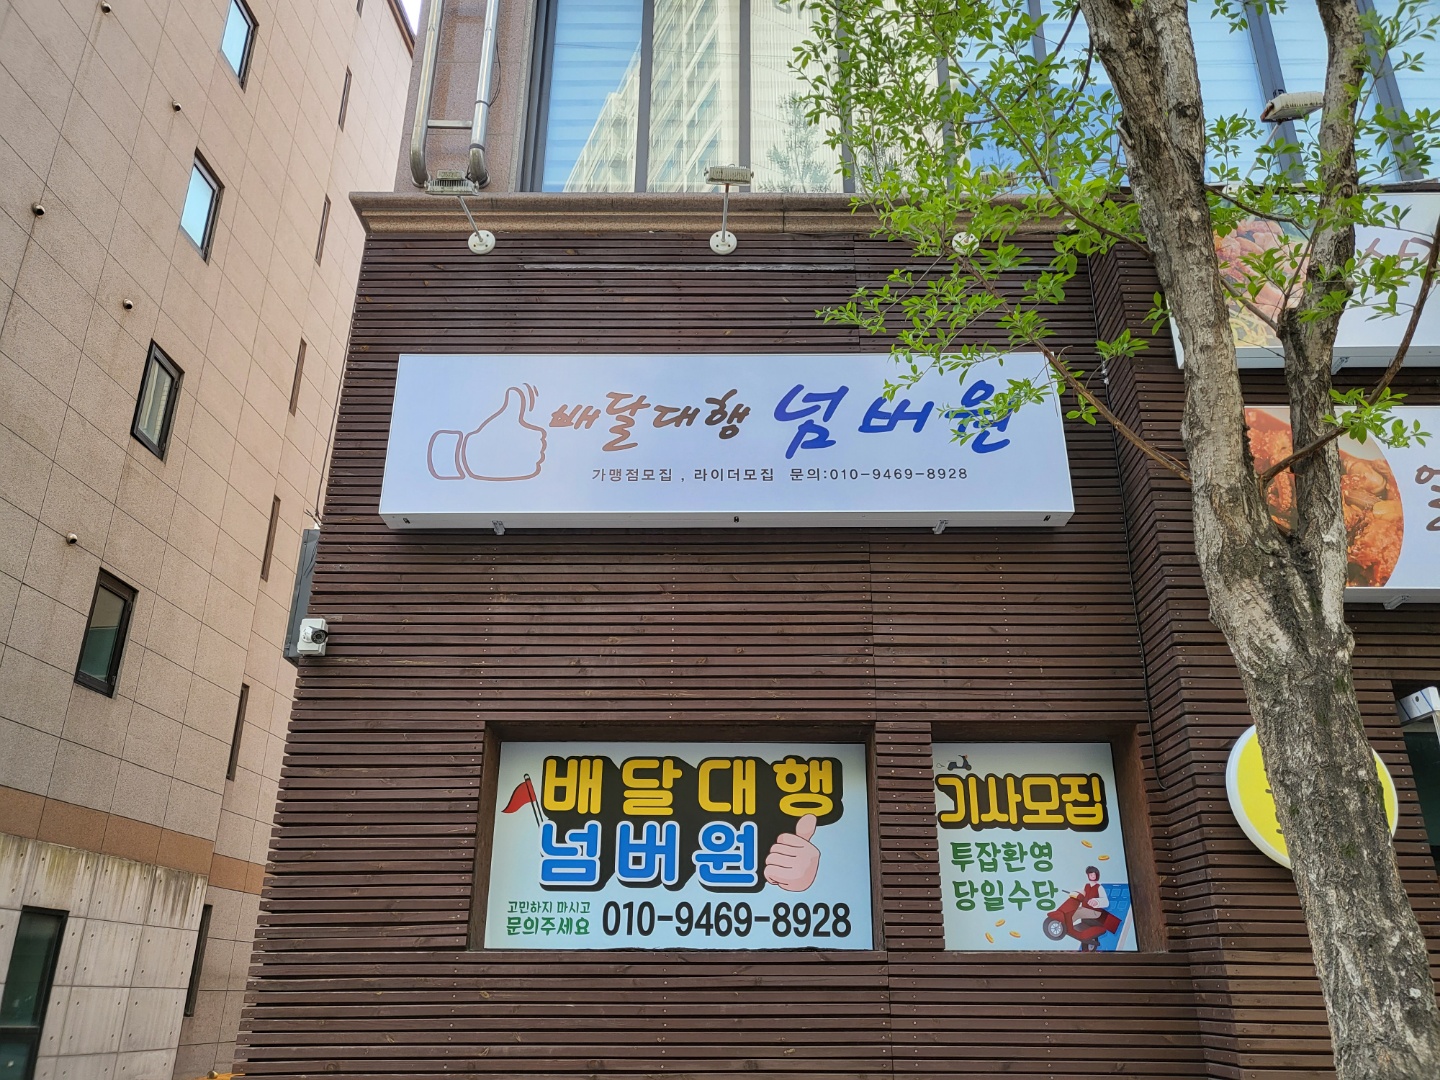 배달대행 넘버원
가맹점모집 , 라이더모집 문의:010-9469-8928
배달대행
넘버원
고민하지 마시고
문의주세요 010-9469-8928
기사모집
투잡환영
당일수당
얼